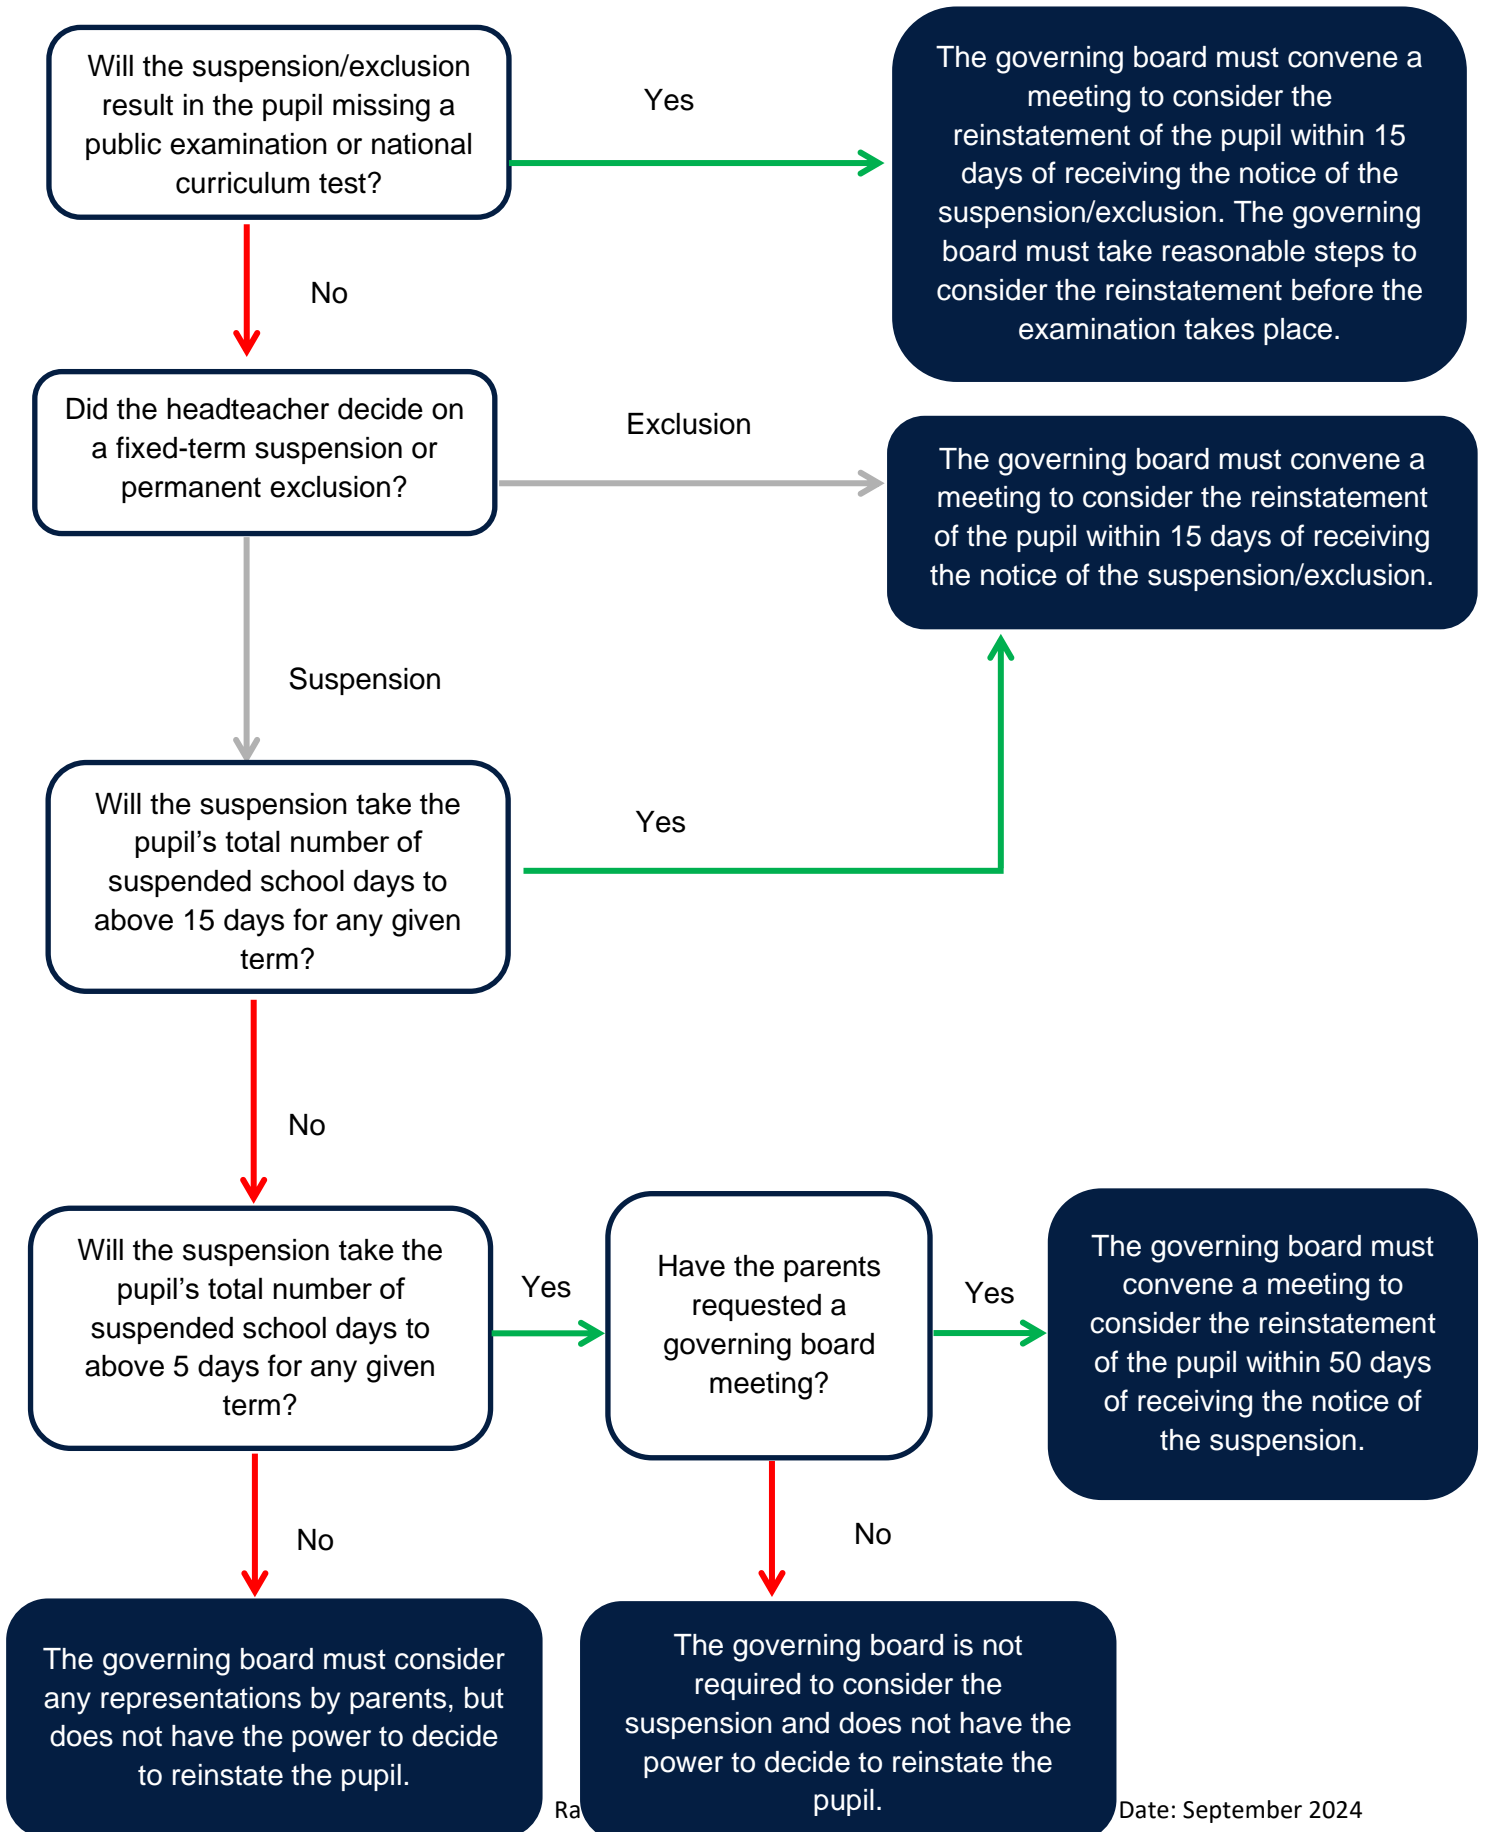 Will the suspension/exclusion
result in the pupil missing a
public examination or national
curriculum test?
Yes
The governing board must convene a
meeting to consider the
reinstatement of the pupil within 15
days of receiving the notice of the
suspension/exclusion. The governing
board must take reasonable steps to
consider the reinstatement before the
examination takes place.
No
Did the headteacher decide on
a fixed-term suspension or
permanent exclusion?
Exclusion
The governing board must convene a
meeting to consider the reinstatement
of the pupil within 15 days of receiving
the notice of the suspension/exclusion.
Suspension
Will the suspension take the
pupil’s total number of
suspended school days to
above 15 days for any given
term?
Yes
No
Will the suspension take the
pupil’s total number of
suspended school days to
above 5 days for any given
term?
Yes
Have the parents
requested a
governing board
meeting?
Yes
The governing board must
convene a meeting to
consider the reinstatement
of the pupil within 50 days
of receiving the notice of
the suspension.
No
No
The governing board must consider
any representations by parents, but
does not have the power to decide
to reinstate the pupil.
The governing board is not
required to consider the
suspension and does not have the
power to decide to reinstate the
pupil.
Date: September 2024